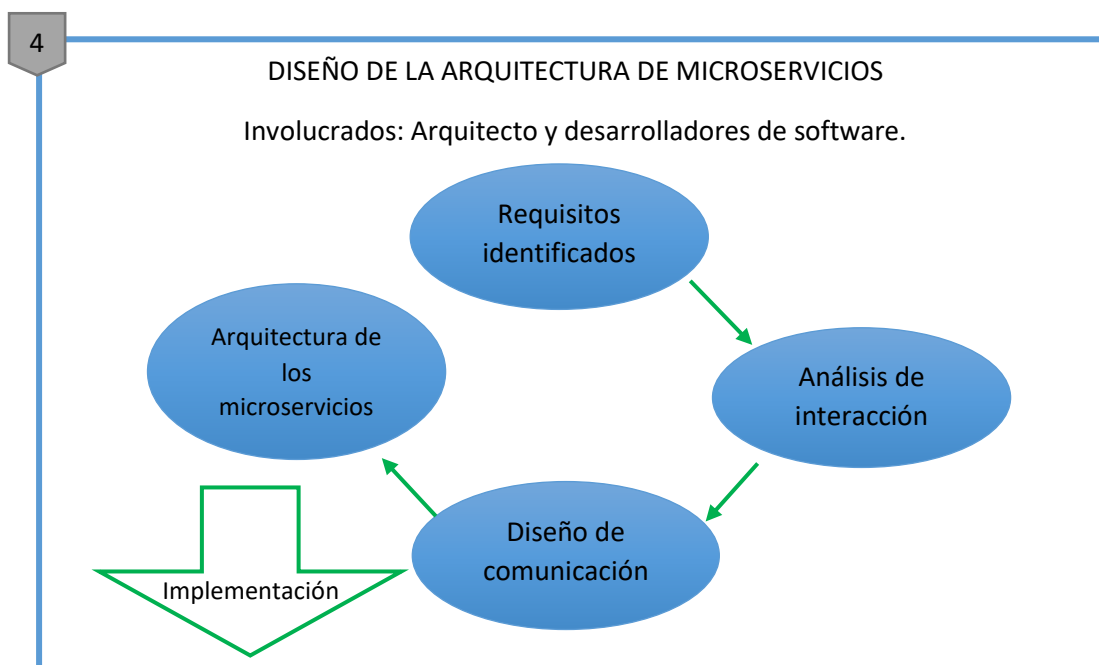 4
DISEÑO DE LA ARQUITECTURA DE MICROSERVICIOS
Involucrados: Arquitecto y desarrolladores de software.
Requisitos
identificados
Análisis de
interacción
Diseño de
comunicación
Arquitectura de
los
microservicios
Implementación